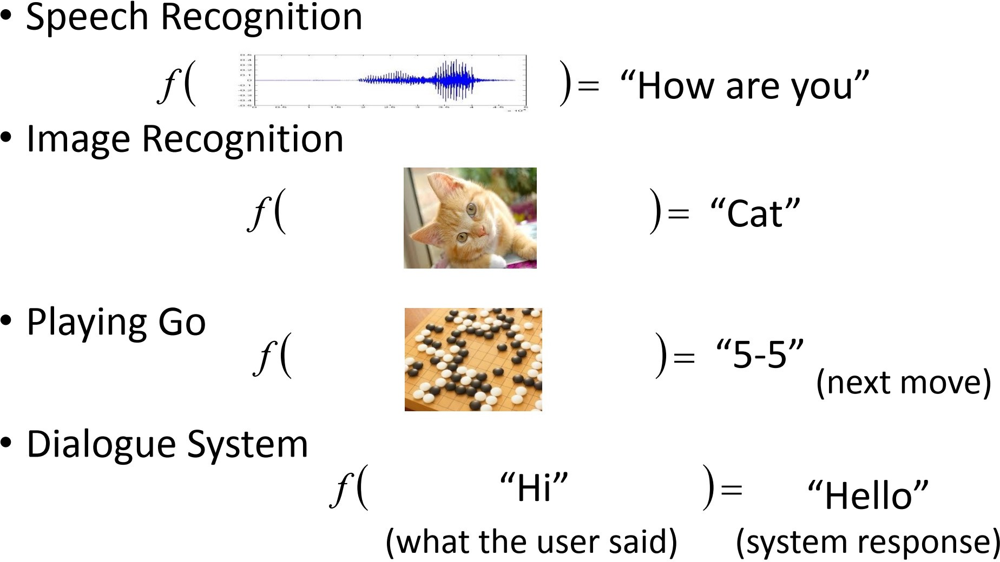 • Speech Recognition
f( ) = “How are you”
• Image Recognition
f( ) = “Cat”
• Playing Go
f( ) = “5-5”
(next move)
• Dialogue System
f( “Hi” ) = “Hello”
(what the user said) (system response)